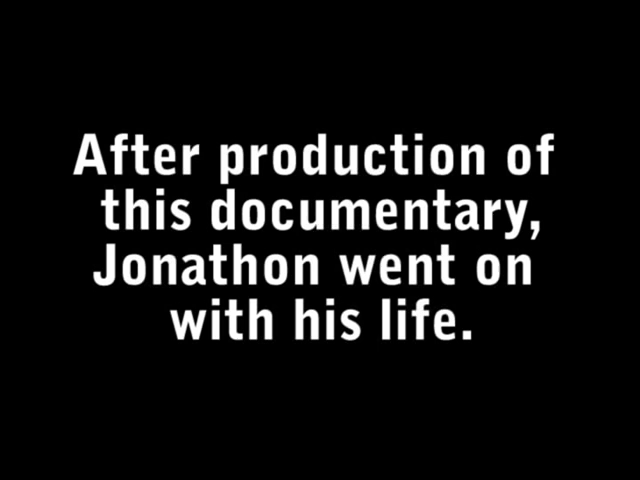 After production of
this documentary,
Jonathon went on
with his life.